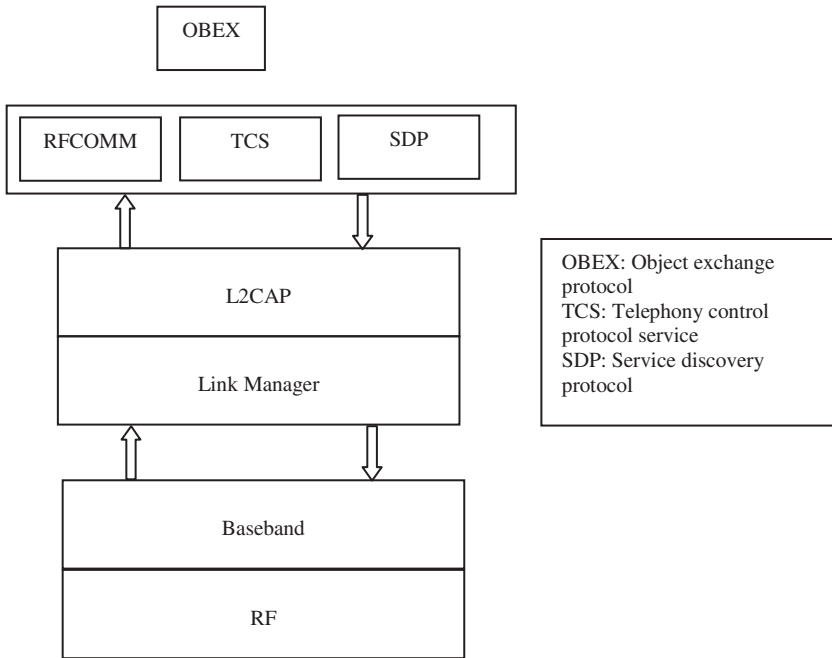 OBEX
RFCOMM
TCS
SDP
L2CAP
Link Manager
Baseband
RF
OBEX: Object exchange
protocol
TCS: Telephony control
protocol service
SDP: Service discovery
protocol